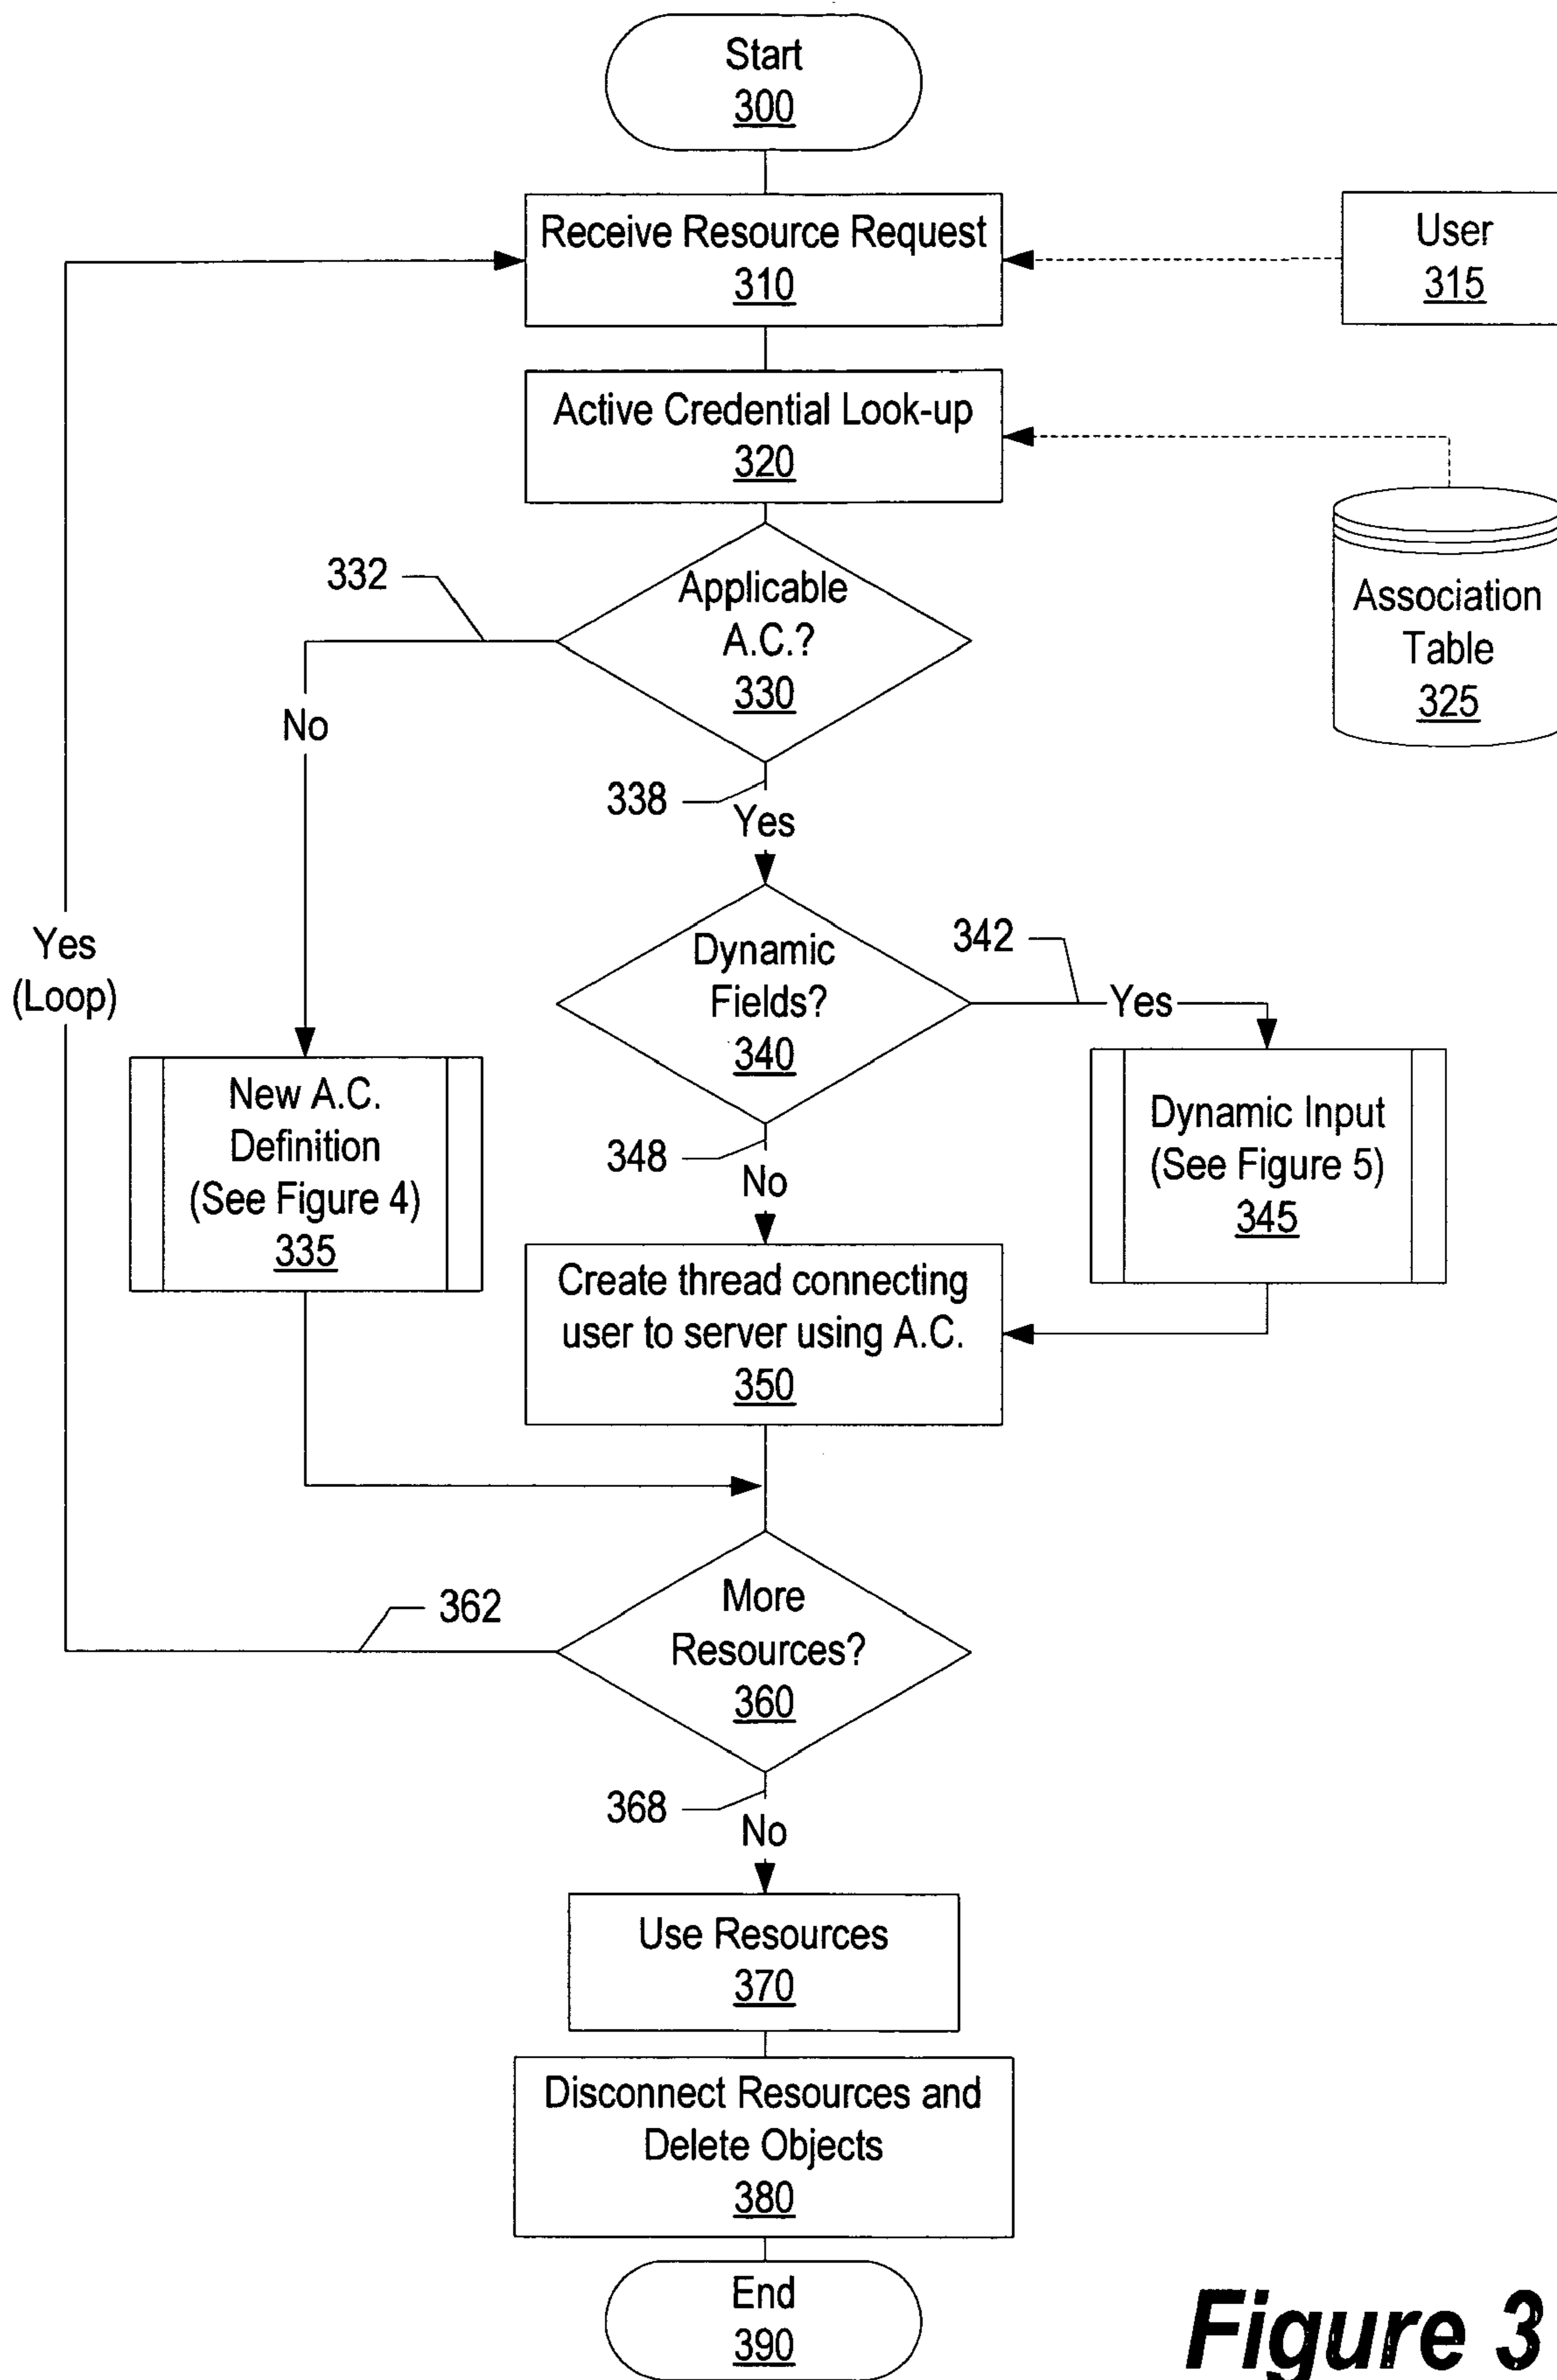 Start
300
Receive Resource Request
310
User
315
Active Credential Look-up
320
Association
Table
325
332
Applicable
A.C.?
330
No
338
Yes
Yes
(Loop)
Dynamic
Fields?
340
342
Yes
New A.C.
Definition
(See Figure 4)
335
348
No
Dynamic Input
(See Figure 5)
345
Create thread connecting
user to server using A.C.
350
362
More
Resources?
360
368
No
Use Resources
370
Disconnect Resources and
Delete Objects
380
End
390
Figure 3